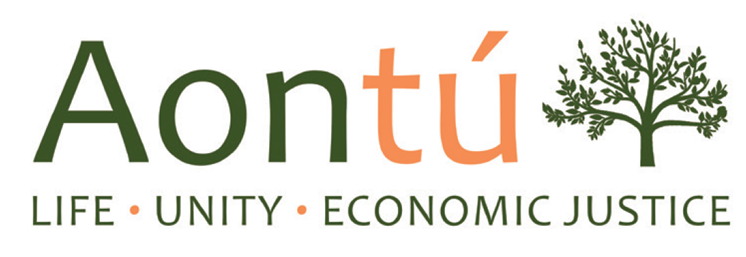 Aontú
LIFE • UNITY • ECONOMIC JUSTICE